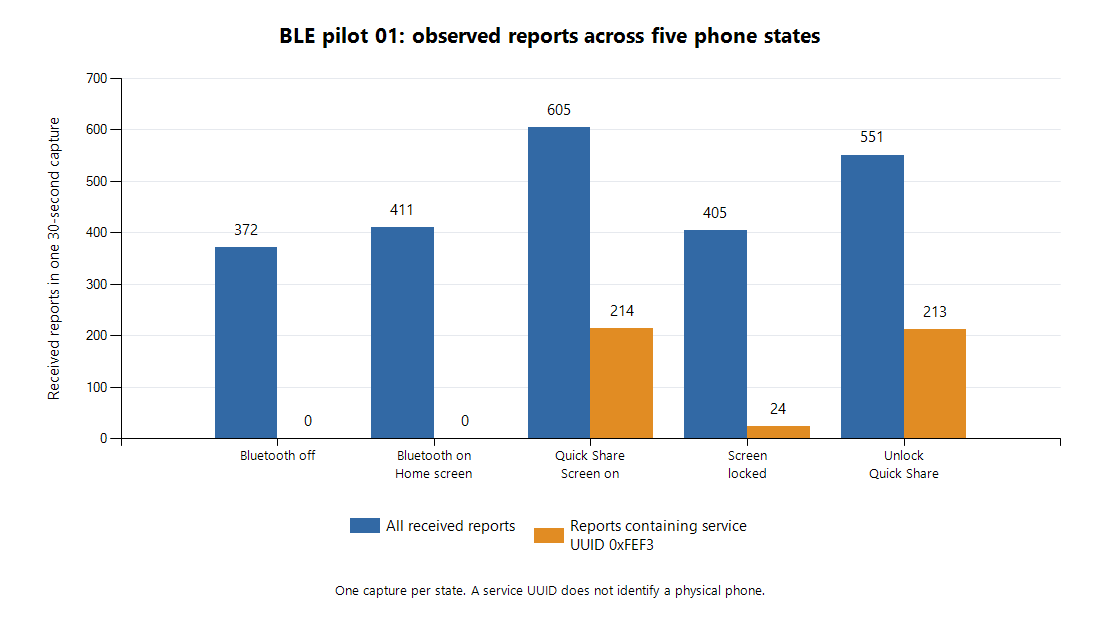 BLE pilot 01: observed reports across five phone states
Received reports in one 30-second capture
700
600
500
400
300
200
100
0
372
0
411
0
605
214
405
24
551
213
Bluetooth off
Bluetooth on
Home screen
Quick Share
Screen on
Screen
locked
Unlock
Quick Share
All received reports
Reports containing service
UUID 0xFEF3
One capture per state. A service UUID does not identify a physical phone.